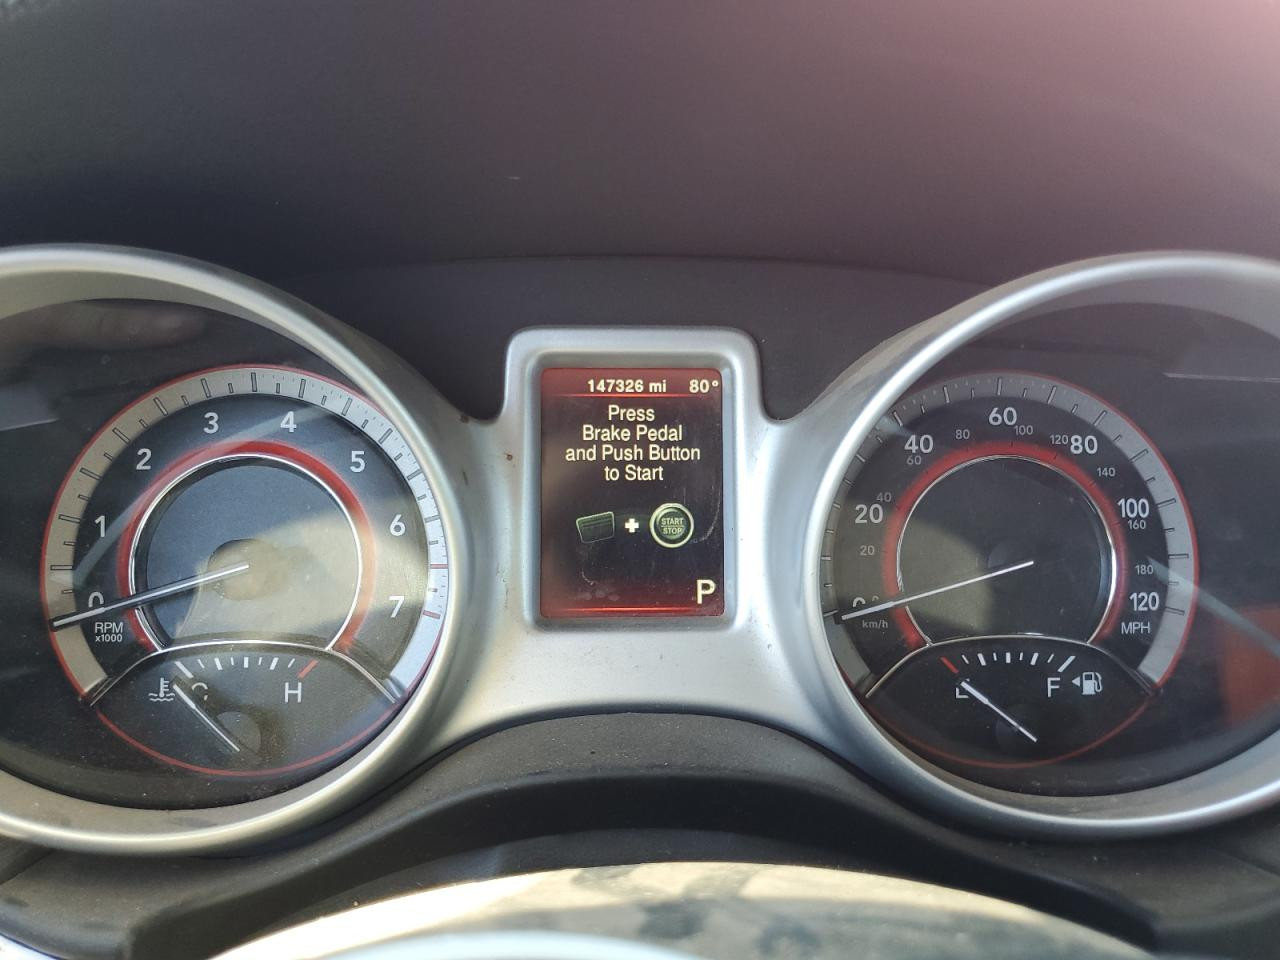 147326 mi 80°
Press
Brake Pedal
and Push Button
to Start
START
STOP
P
0 1 2 3 4 5 6 7
RPM
x1000
C H
20 40 60 80 100 120
20 40 60 80 100 120 140 160 180
km/h
MPH
F